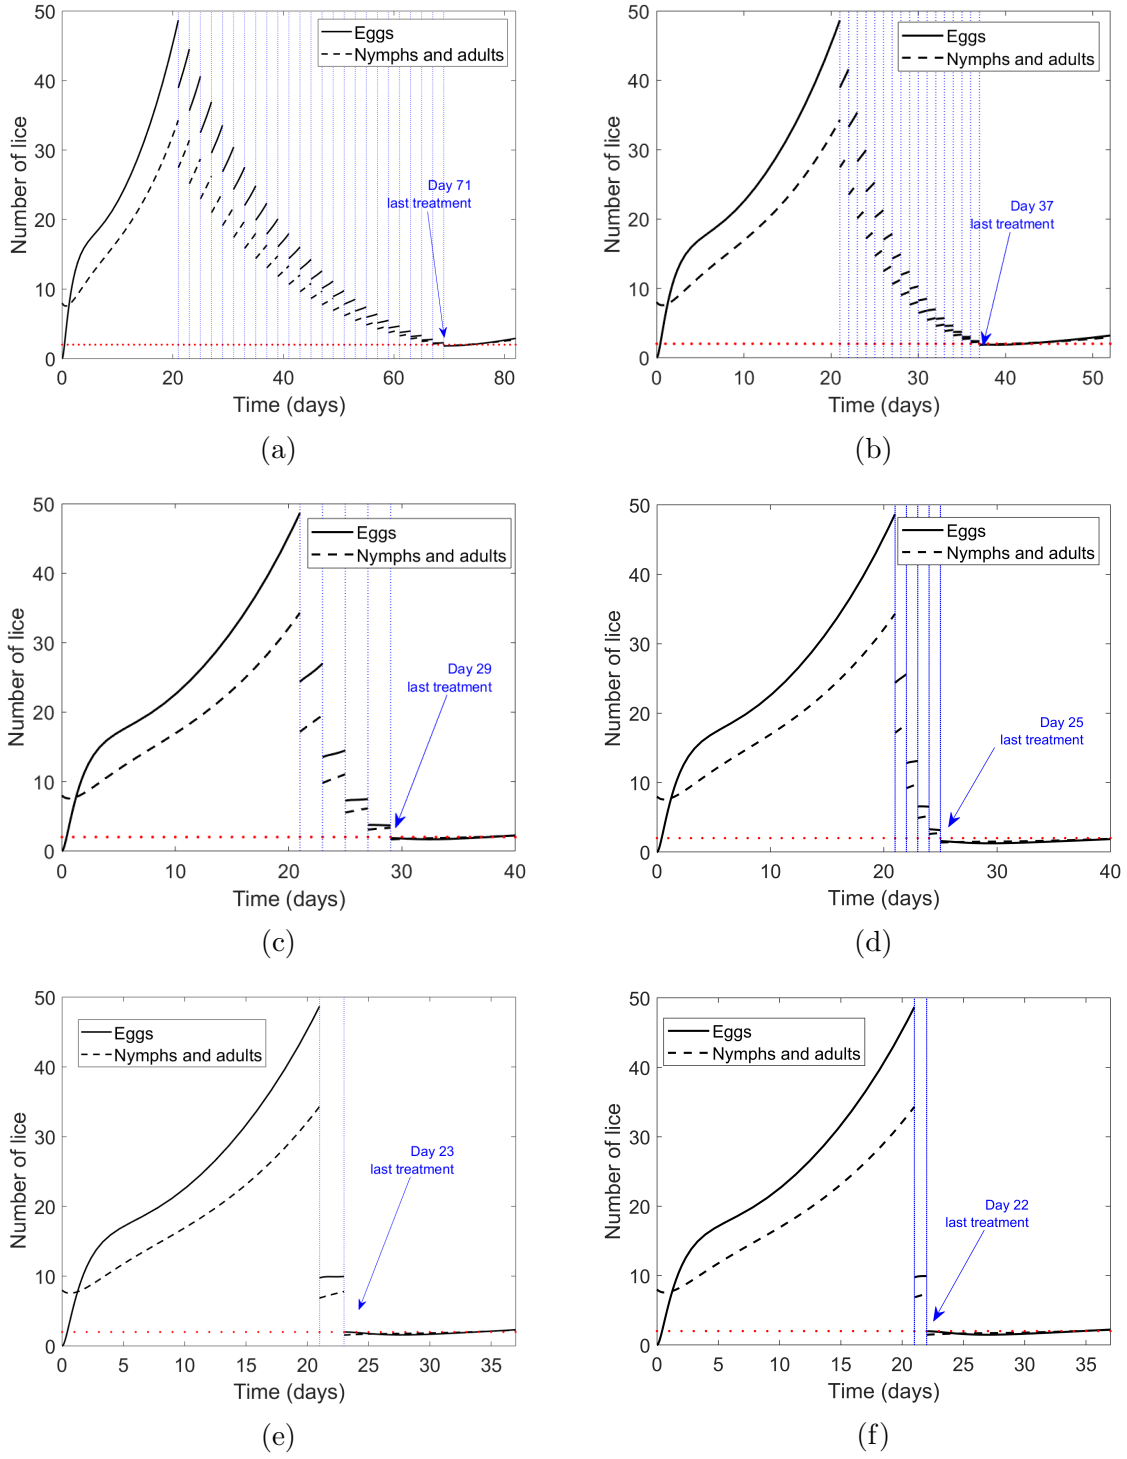 50
40
30
20
10
0
Number of lice
Eggs
Nymphs and adults
Day 71
last treatment
0 20 40 60 80
Time (days)
(a)
50
40
30
20
10
0
Number of lice
Eggs
Nymphs and adults
Day 37
last treatment
0 10 20 30 40 50
Time (days)
(b)
50
40
30
20
10
0
Number of lice
Eggs
Nymphs and adults
Day 29
last treatment
0 10 20 30 40
Time (days)
(c)
50
40
30
20
10
0
Number of lice
Eggs
Nymphs and adults
Day 25
last treatment
0 10 20 30 40
Time (days)
(d)
50
40
30
20
10
0
Number of lice
Eggs
Nymphs and adults
Day 23
last treatment
0 5 10 15 20 25 30 35
Time (days)
(e)
50
40
30
20
10
0
Number of lice
Eggs
Nymphs and adults
Day 22
last treatment
0 5 10 15 20 25 30 35
Time (days)
(f)